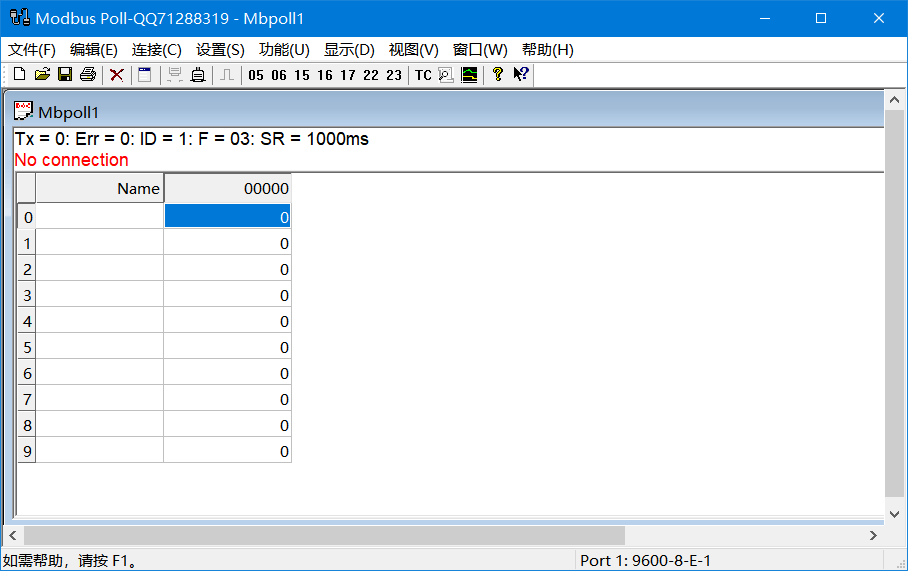 Modbus Poll-QQ71288319 - Mbpoll1
文件(F) 编辑(E) 连接(C) 设置(S) 功能(U) 显示(D) 视图(V) 窗口(W) 帮助(H)
05 06 15 16 17 22 23 TC
Mbpoll1
Tx = 0: Err = 0: ID = 1: F = 03: SR = 1000ms
No connection
Name 00000
0 0
1 0
2 0
3 0
4 0
5 0
6 0
7 0
8 0
9 0
如需帮助，请按 F1。 Port 1: 9600-8-E-1